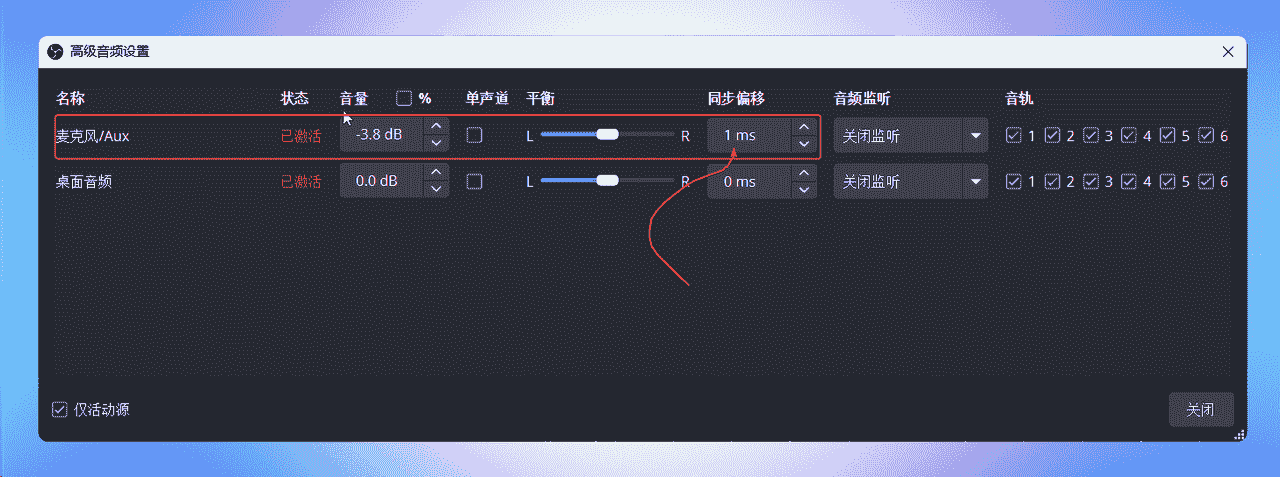 高级音频设置
名称 状态 音量 % 单声道 平衡 同步偏移 音频监听 音轨
麦克风/Aux 已激活 -3.8 dB L R 1 ms 关闭监听 1 2 3 4 5 6
桌面音频 已激活 0.0 dB L R 0 ms 关闭监听 1 2 3 4 5 6
仅活动源 关闭